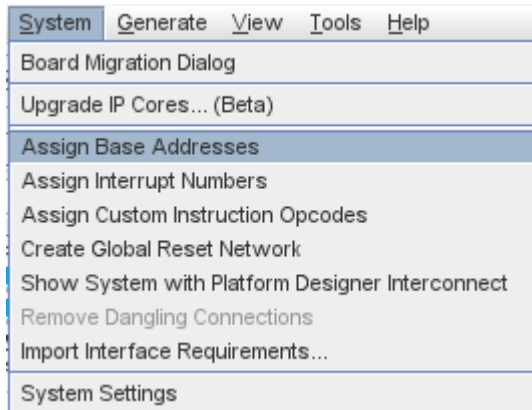 System Generate View Tools Help
Board Migration Dialog
Upgrade IP Cores... (Beta)
Assign Base Addresses
Assign Interrupt Numbers
Assign Custom Instruction Opcodes
Create Global Reset Network
Show System with Platform Designer Interconnect
Remove Dangling Connections
Import Interface Requirements...
System Settings